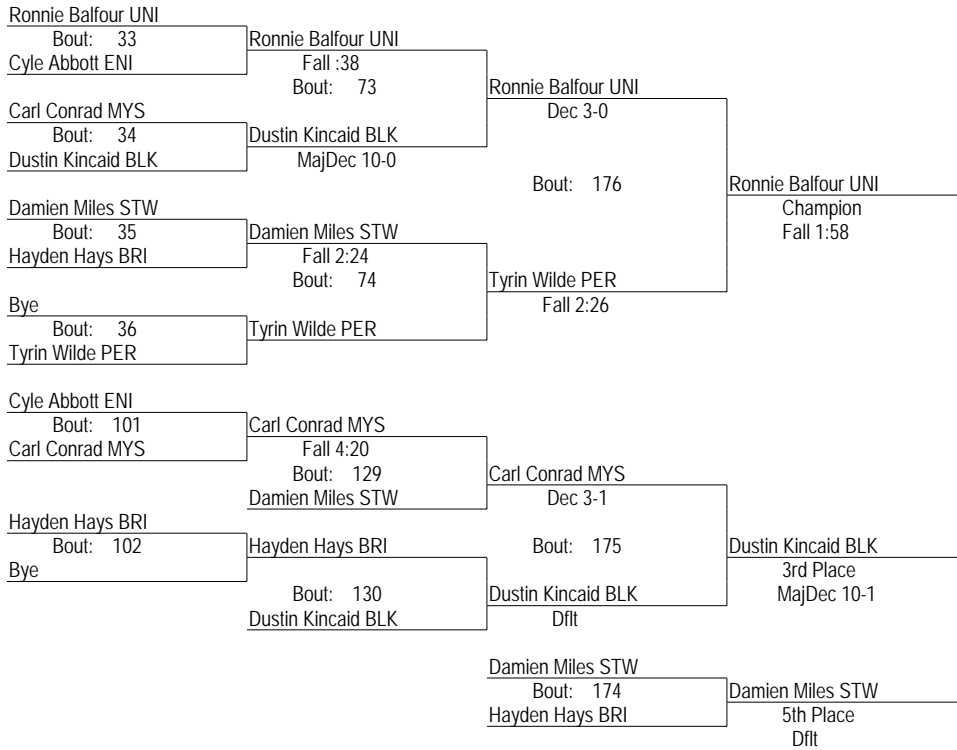 Ronnie Balfour UNI
Bout: 33
Cyle Abbott ENI
Ronnie Balfour UNI
Fall :38
Bout: 73
Carl Conrad MYS
Bout: 34
Dustin Kincaid BLK
Dustin Kincaid BLK
MajDec 10-0
Ronnie Balfour UNI
Dec 3-0
Bout: 176
Ronnie Balfour UNI
Champion
Fall 1:58
Damien Miles STW
Bout: 35
Hayden Hays BRI
Damien Miles STW
Fall 2:24
Bout: 74
Bye
Bout: 36
Tyrin Wilde PER
Tyrin Wilde PER
Tyrin Wilde PER
Fall 2:26
Cyle Abbott ENI
Bout: 101
Carl Conrad MYS
Carl Conrad MYS
Fall 4:20
Bout: 129
Damien Miles STW
Carl Conrad MYS
Dec 3-1
Hayden Hays BRI
Bout: 102
Bye
Hayden Hays BRI
Bout: 130
Dustin Kincaid BLK
Bout: 175
Dustin Kincaid BLK
Dflt
Dustin Kincaid BLK
3rd Place
MajDec 10-1
Damien Miles STW
Bout: 174
Hayden Hays BRI
Damien Miles STW
5th Place
Dflt